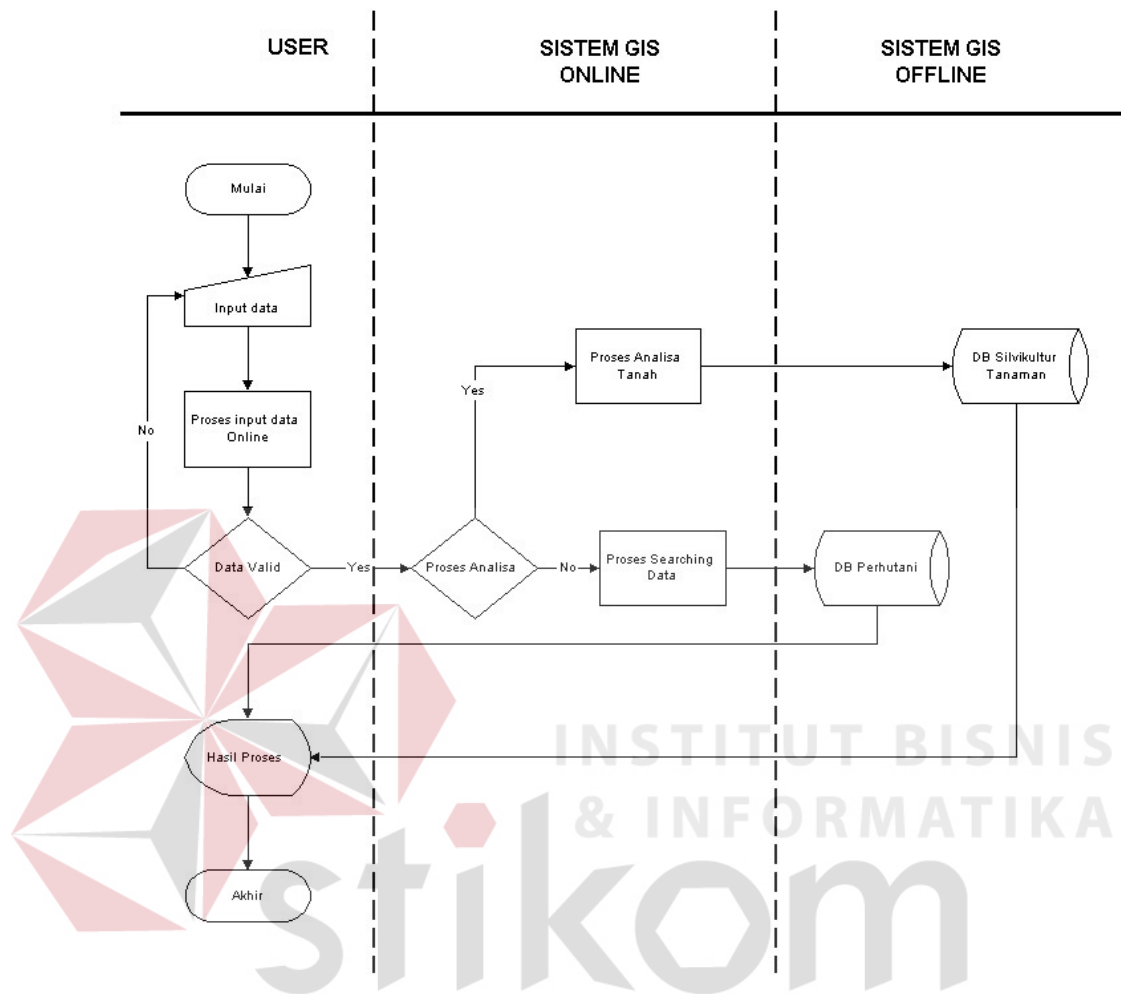 USER
SISTEM GIS
ONLINE
SISTEM GIS
OFFLINE
Mulai
Input data
Proses Analisa
Tanah
DB Silvikultur
Tanaman
Yes
Proses input data
Online
No
Data Valid
Yes
Proses Analisa
No
Proses Searching
Data
DB Perhutani
Hasil Proses
INSTITUT BISNIS
& INFORMATIKA
stikom
Akhir